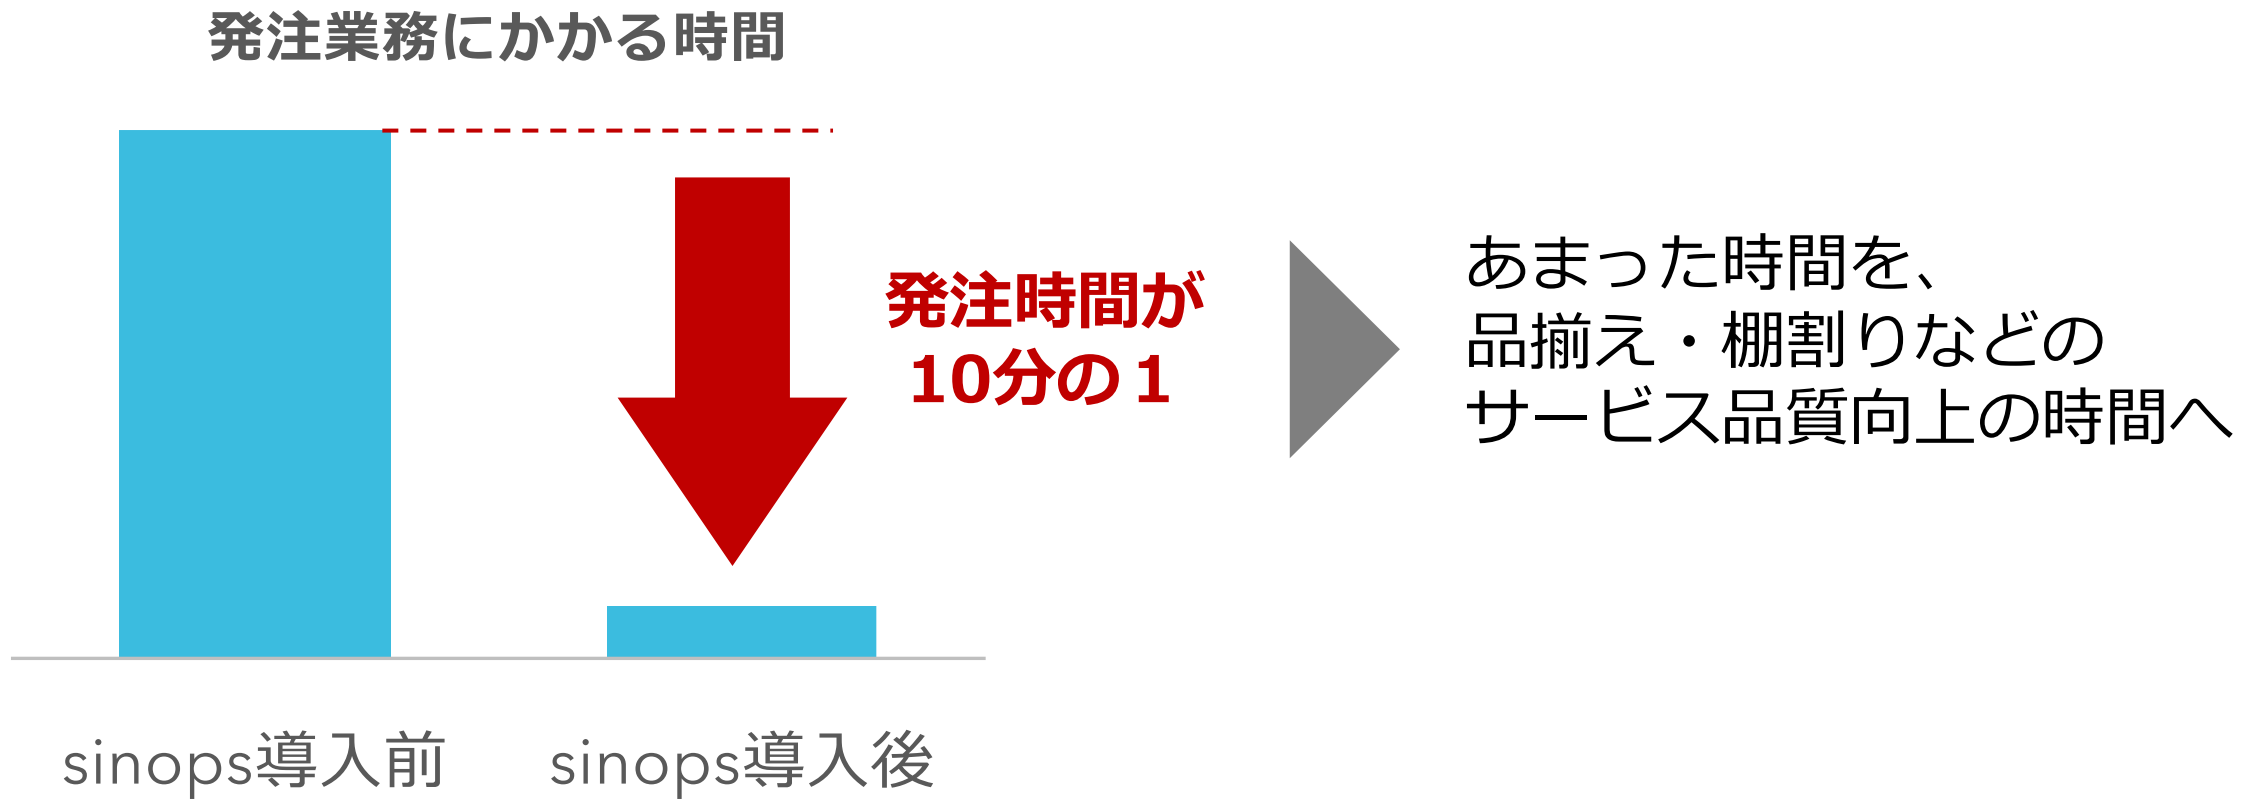 発注業務にかかる時間
発注時間が
10分の1
あまった時間を、
品揃え・棚割りなどの
サービス品質向上の時間へ
sinops導入前
sinops導入後